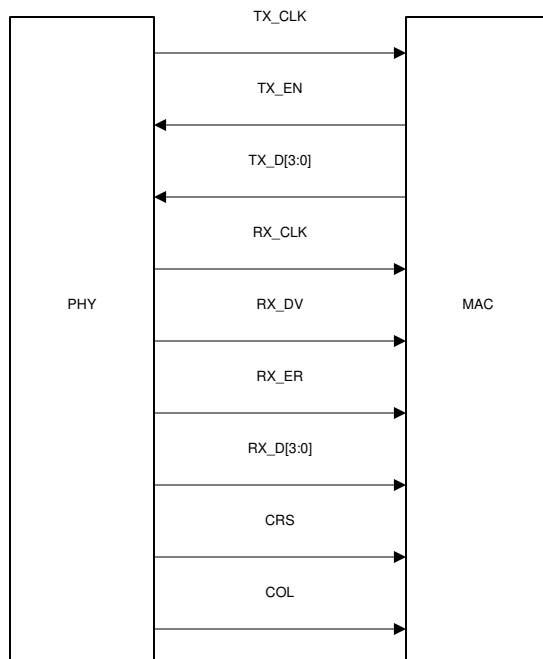 TX_CLK
TX_EN
TX_D[3:0]
RX_CLK
PHY
RX_DV
MAC
RX_ER
RX_D[3:0]
CRS
COL